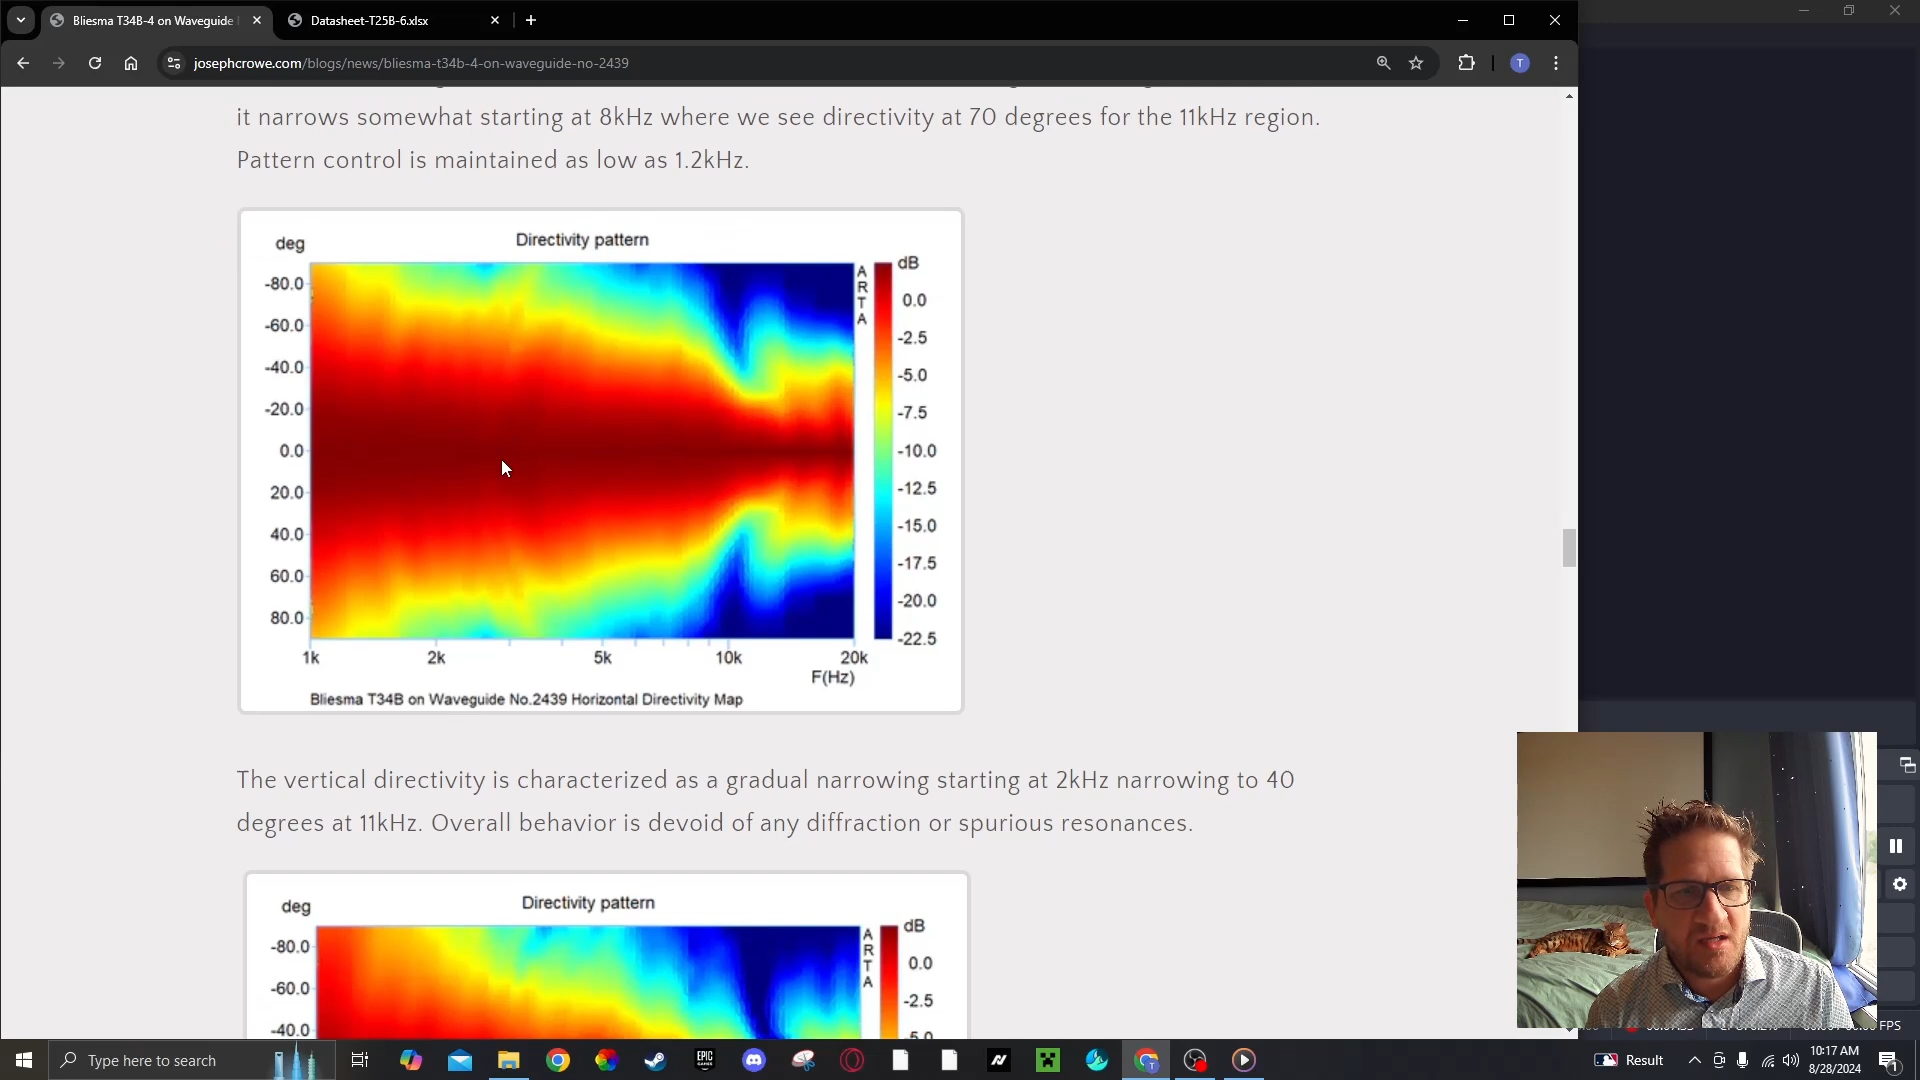 Bliesma T34B-4 on Waveguide
Datasheet-T25B-6.xlsx
josephcrowe.com/blogs/news/bliesma-t34b-4-on-waveguide-no-2439
T
it narrows somewhat starting at 8kHz where we see directivity at 70 degrees for the 11kHz region.
Pattern control is maintained as low as 1.2kHz.
Directivity pattern
deg
dB
-80.0
-60.0
-40.0
-20.0
0.0
20.0
40.0
60.0
80.0
A
R
T
A
0.0
-2.5
-5.0
-7.5
-10.0
-12.5
-15.0
-17.5
-20.0
-22.5
1k 2k 5k 10k 20k
F(Hz)
Bliesma T34B on Waveguide No.2439 Horizontal Directivity Map
The vertical directivity is characterized as a gradual narrowing starting at 2kHz narrowing to 40
degrees at 11kHz. Overall behavior is devoid of any diffraction or spurious resonances.
Directivity pattern
deg
dB
-80.0
-60.0
-40.0
A
R
T
A
0.0
-2.5
-5.0
FPS
Type here to search
EPIC
GAMES
T
Result
10:17 AM
8/28/2024
1